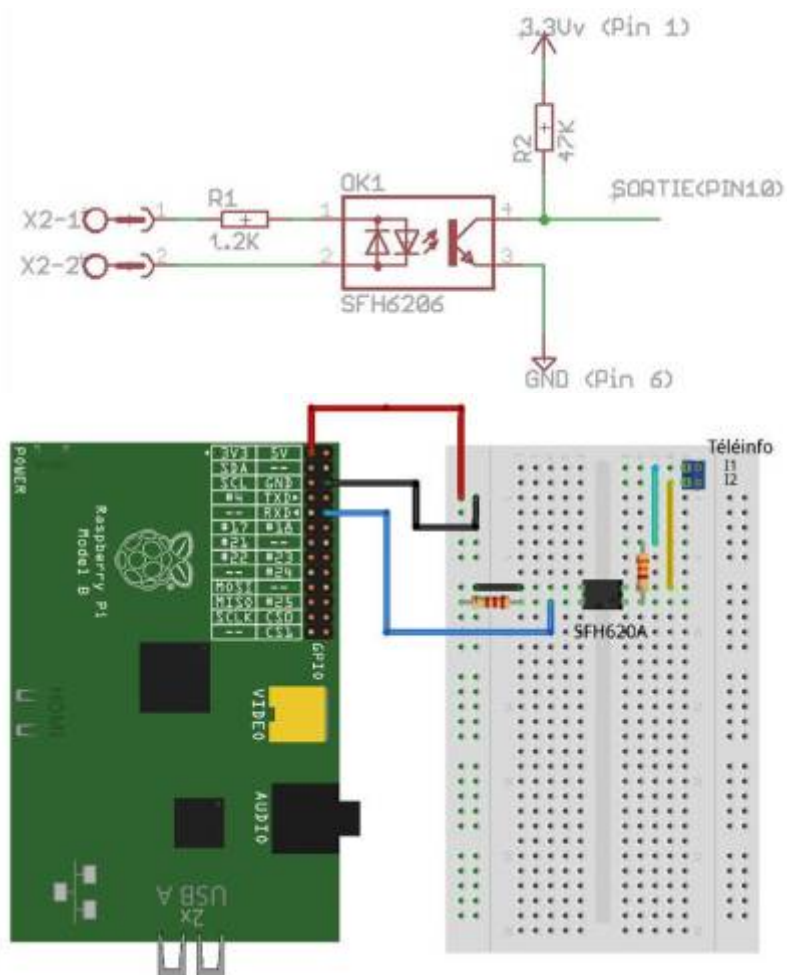 3.3Vv (Pin 1)
R2
47K
SORTIE(PIN10)
OK1
R1
1.2K
X2-1
1
1
4
X2-2
2
2
3
SFH6206
GND (Pin 6)
POWER
3V3 5V
SDA --
SCL GND
#4 TXD
-- RXD
#17 #18
#21 --
#22 #23
-- #24
MOSI --
MISO #25
SCLK CS0
-- CS1
GPIO
Raspberry Pi
Model B
HDMI
VIDEO
AUDIO
USB A
2x
Téléinfo
I1
I2
SFH620A